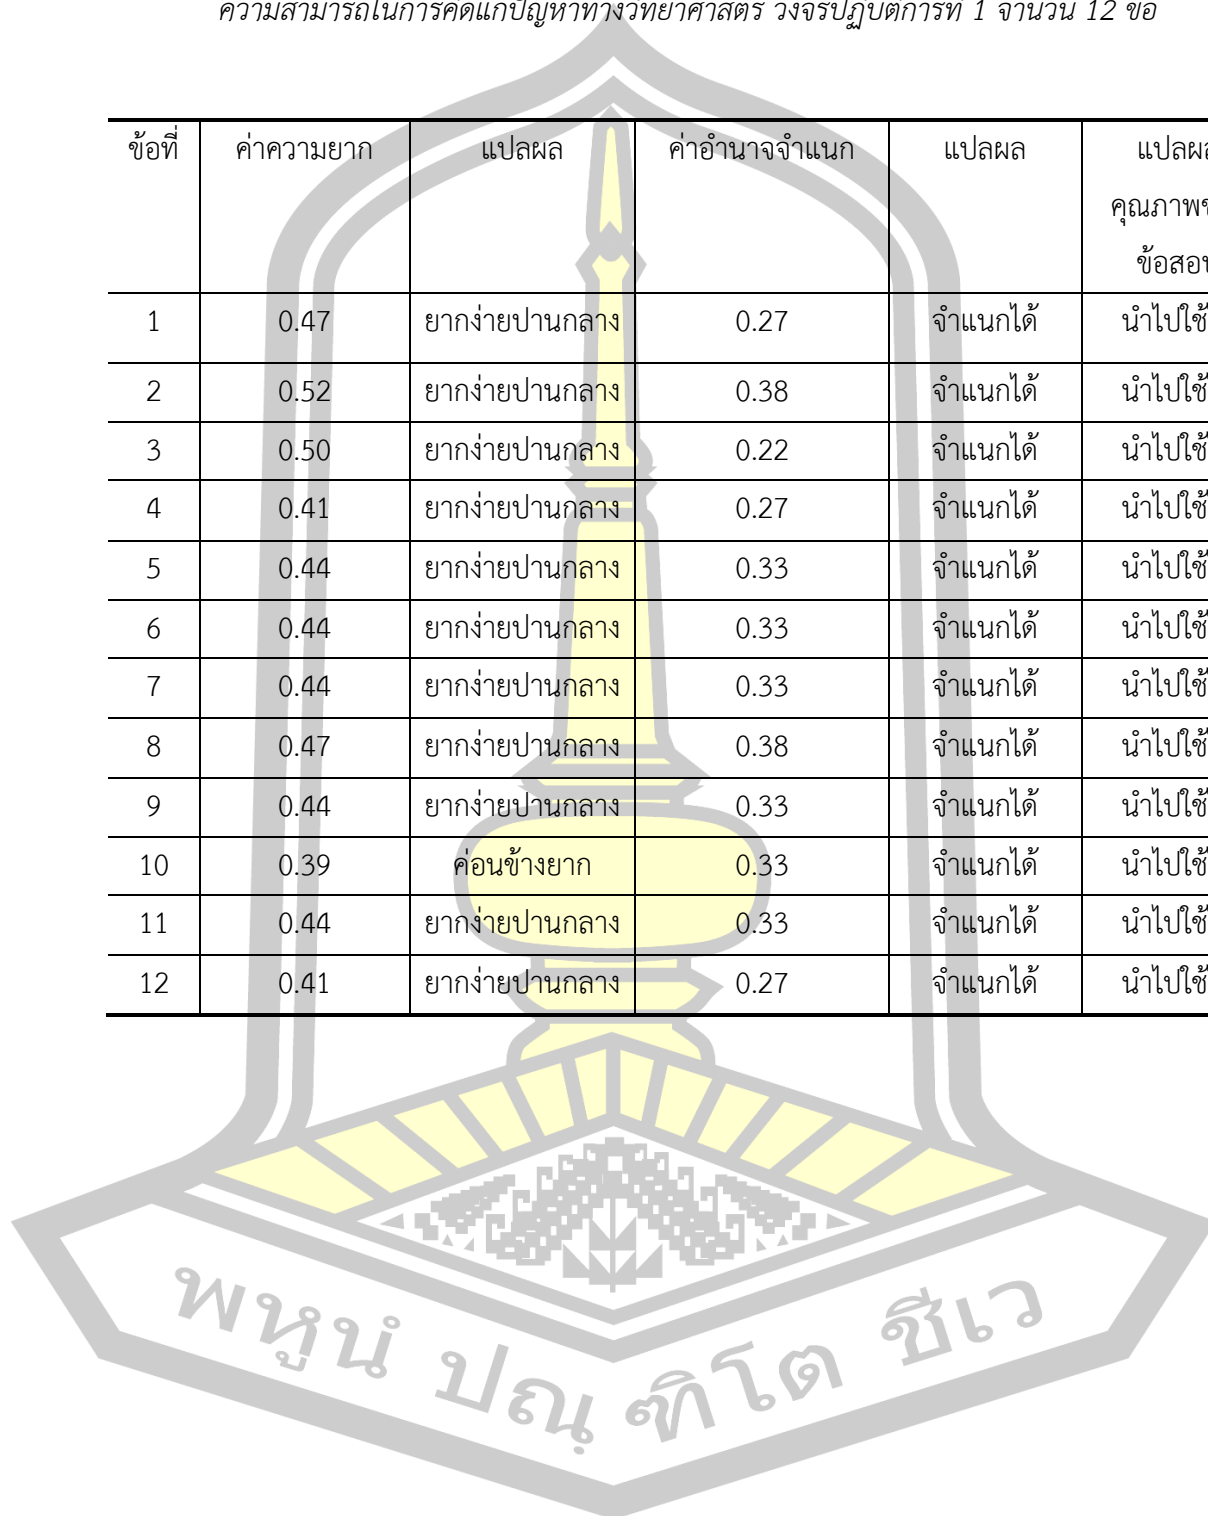 ความสามารถในการคิดแก้ปัญหาทางวิทยาศาสตร์ วงจรปฏิบัติการที่ 1 จำนวน 12 ข้อ
ข้อที่ ค่าความยาก แปลผล ค่าอำนาจจำแนก แปลผล แปลผล
คุณภาพข
ข้อสอบ
1 0.47 ยากง่ายปานกลาง 0.27 จำแนกได้ นำไปใช้
2 0.52 ยากง่ายปานกลาง 0.38 จำแนกได้ นำไปใช้
3 0.50 ยากง่ายปานกลาง 0.22 จำแนกได้ นำไปใช้
4 0.41 ยากง่ายปานกลาง 0.27 จำแนกได้ นำไปใช้
5 0.44 ยากง่ายปานกลาง 0.33 จำแนกได้ นำไปใช้
6 0.44 ยากง่ายปานกลาง 0.33 จำแนกได้ นำไปใช้
7 0.44 ยากง่ายปานกลาง 0.33 จำแนกได้ นำไปใช้
8 0.47 ยากง่ายปานกลาง 0.38 จำแนกได้ นำไปใช้
9 0.44 ยากง่ายปานกลาง 0.33 จำแนกได้ นำไปใช้
10 0.39 ค่อนข้างยาก 0.33 จำแนกได้ นำไปใช้
11 0.44 ยากง่ายปานกลาง 0.33 จำแนกได้ นำไปใช้
12 0.41 ยากง่ายปานกลาง 0.27 จำแนกได้ นำไปใช้
พหูนํ ปณฺฑิโต ชีเว